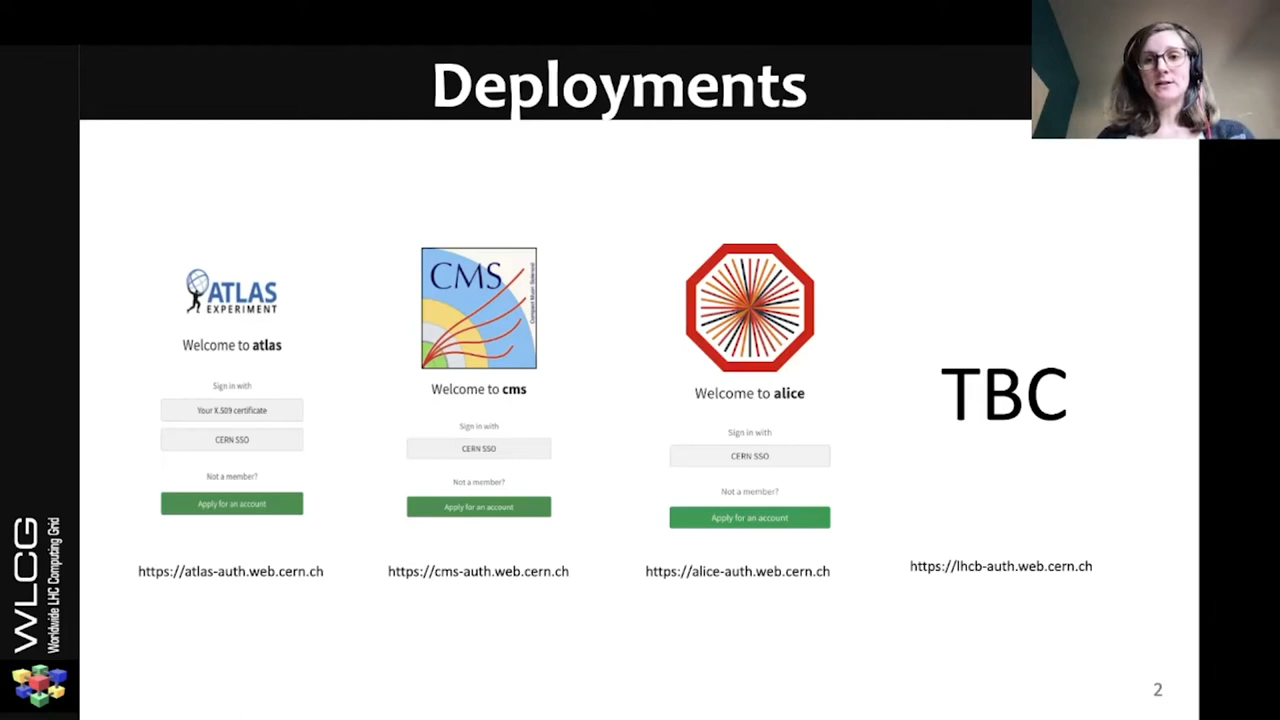 Deployments
ATLAS
EXPERIMENT
Welcome to atlas
Sign in with
Your X.509 certificate
CERN SSO
Not a member?
Apply for an account
https://atlas-auth.web.cern.ch
CMS
Compact Muon Solenoid
Welcome to cms
Sign in with
CERN SSO
Not a member?
Apply for an account
https://cms-auth.web.cern.ch
Welcome to alice
Sign in with
CERN SSO
Not a member?
Apply for an account
https://alice-auth.web.cern.ch
TBC
https://lhcb-auth.web.cern.ch
WLCG
Worldwide LHC Computing Grid
2